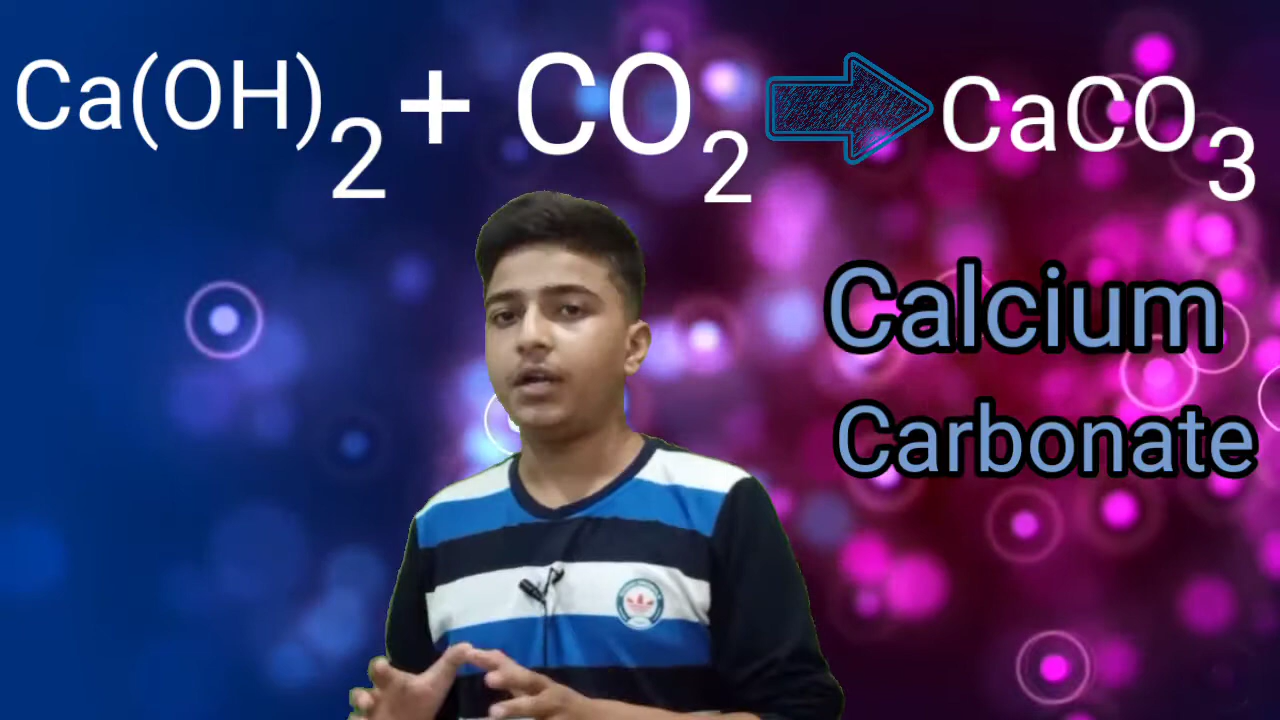 Ca(OH)₂ + CO₂ ➡ CaCO₃
Calcium
Carbonate